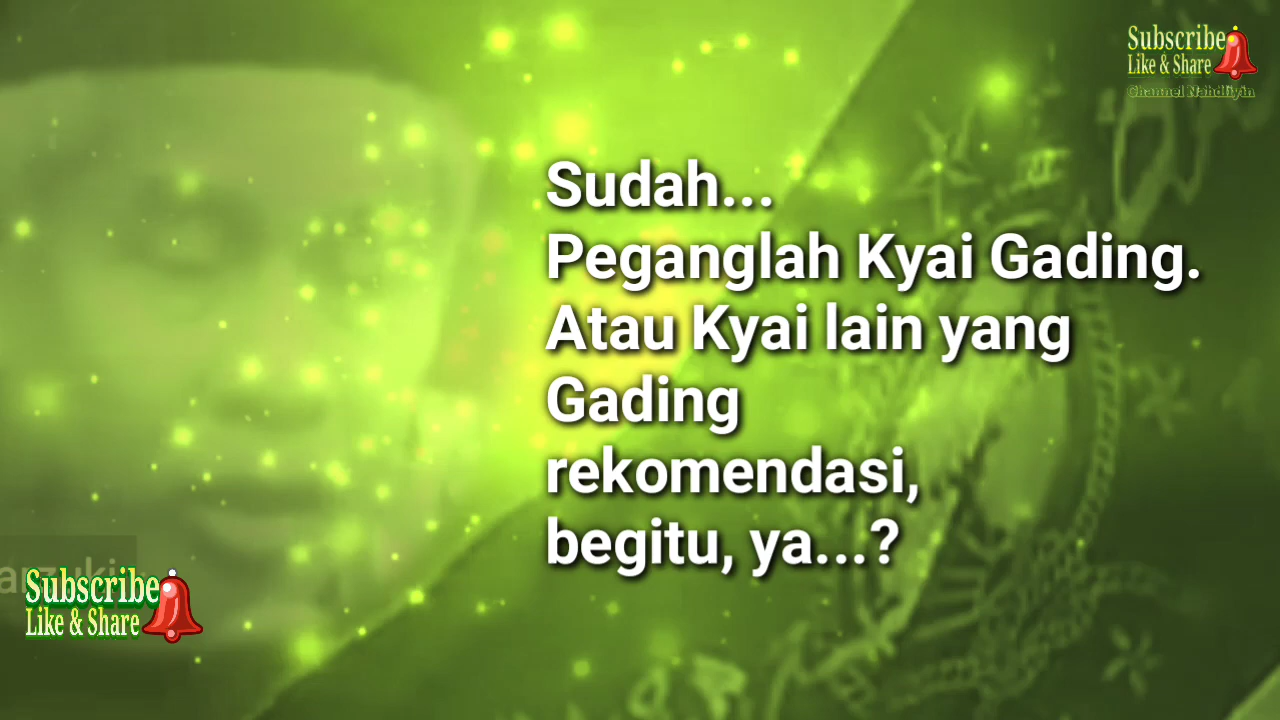 Subscribe
Like & Share
Channel Nahdliyin
Sudah...
Peganglah Kyai Gading.
Atau Kyai lain yang
Gading
rekomendasi,
begitu, ya...?
Subscribe
Like & Share